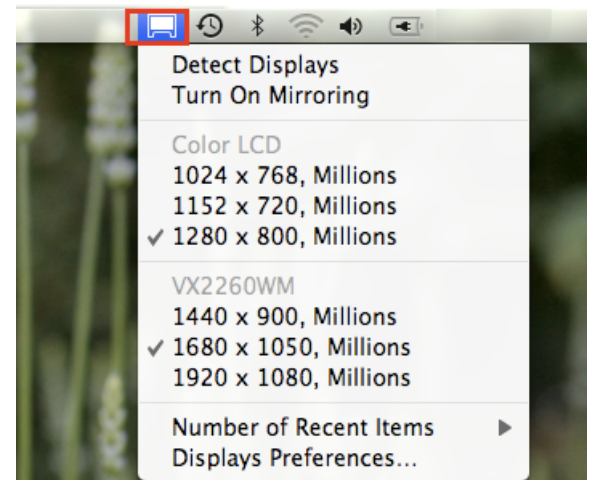 Detect Displays
Turn On Mirroring
Color LCD
1024 x 768, Millions
1152 x 720, Millions
1280 x 800, Millions
VX2260WM
1440 x 900, Millions
1680 x 1050, Millions
1920 x 1080, Millions
Number of Recent Items
Displays Preferences...